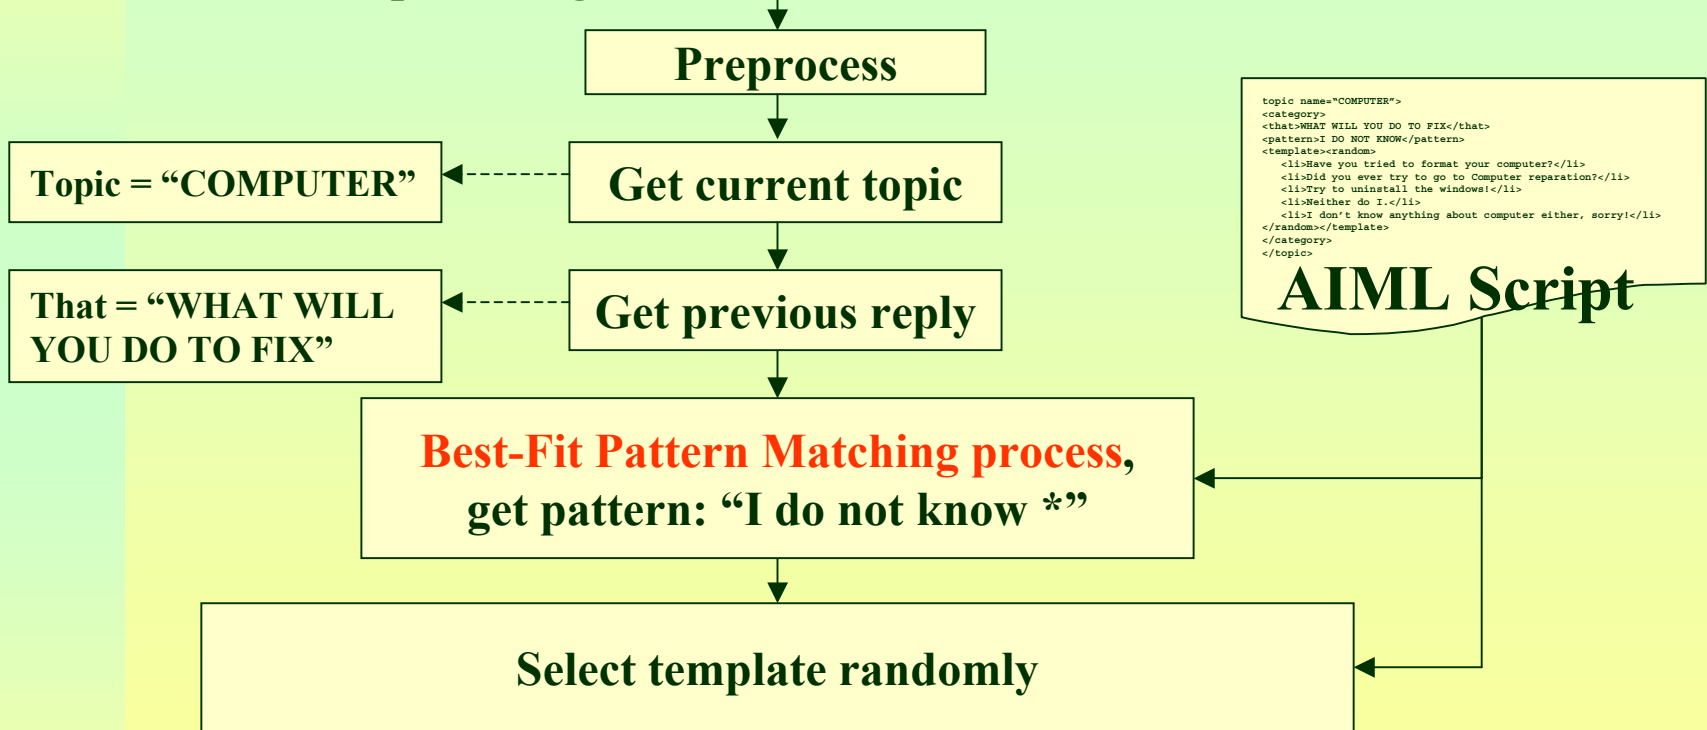 Preprocess
topic name="COMPUTER">
<category>
<that>WHAT WILL YOU DO TO FIX</that>
<pattern>I DO NOT KNOW</pattern>
<template><random>
<li>Have you tried to format your computer?</li>
<li>Did you ever try to go to Computer reparation?</li>
<li>Try to uninstall the windows!</li>
<li>Neither do I.</li>
<li>I don't know anything about computer either, sorry!</li>
</random></template>
</category>
</topic>
AIML Script
Topic = “COMPUTER”
Get current topic
That = “WHAT WILL
YOU DO TO FIX”
Get previous reply
Best-Fit Pattern Matching process,
get pattern: “I do not know *”
Select template randomly